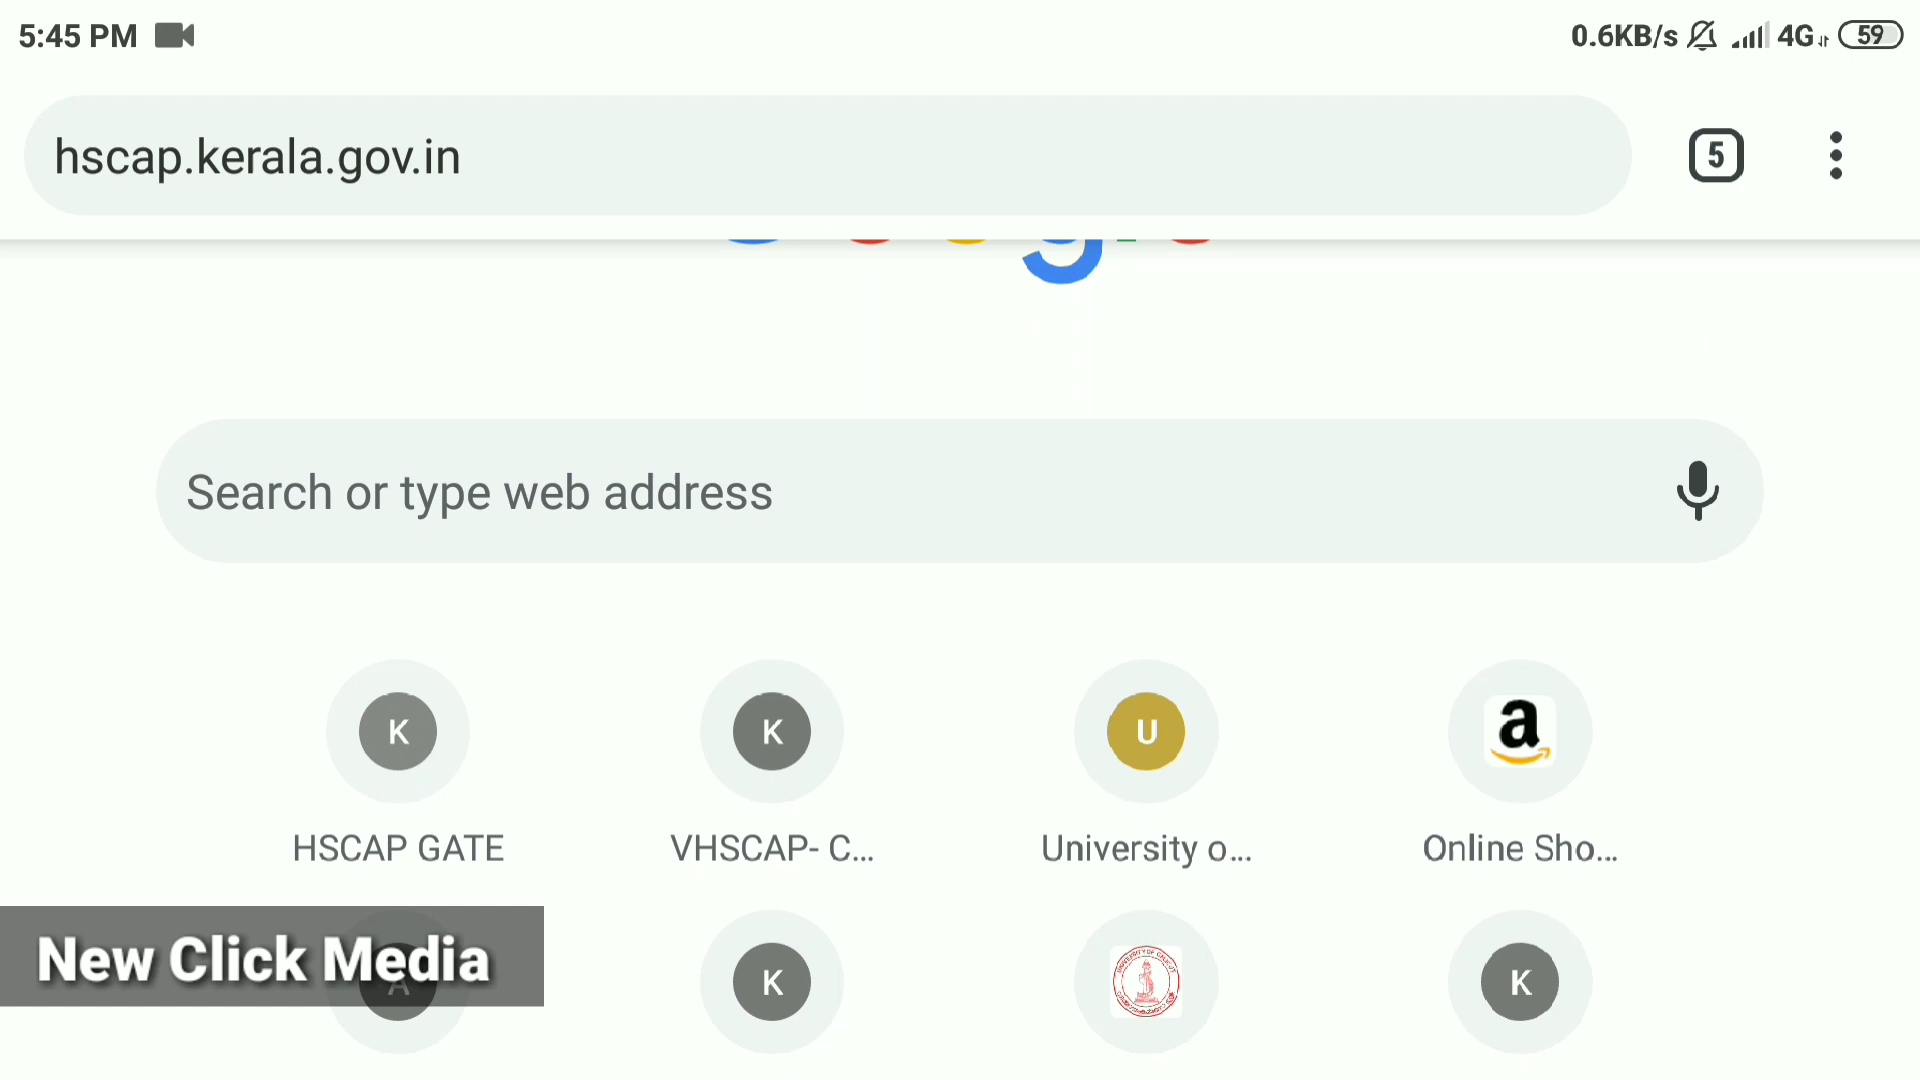 5:45 PM
0.6KB/s 4G 59
hscap.kerala.gov.in
5
Search or type web address
K
K
U
a
HSCAP GATE
VHSCAP- C...
University o...
Online Sho...
New Click Media
A
K
K